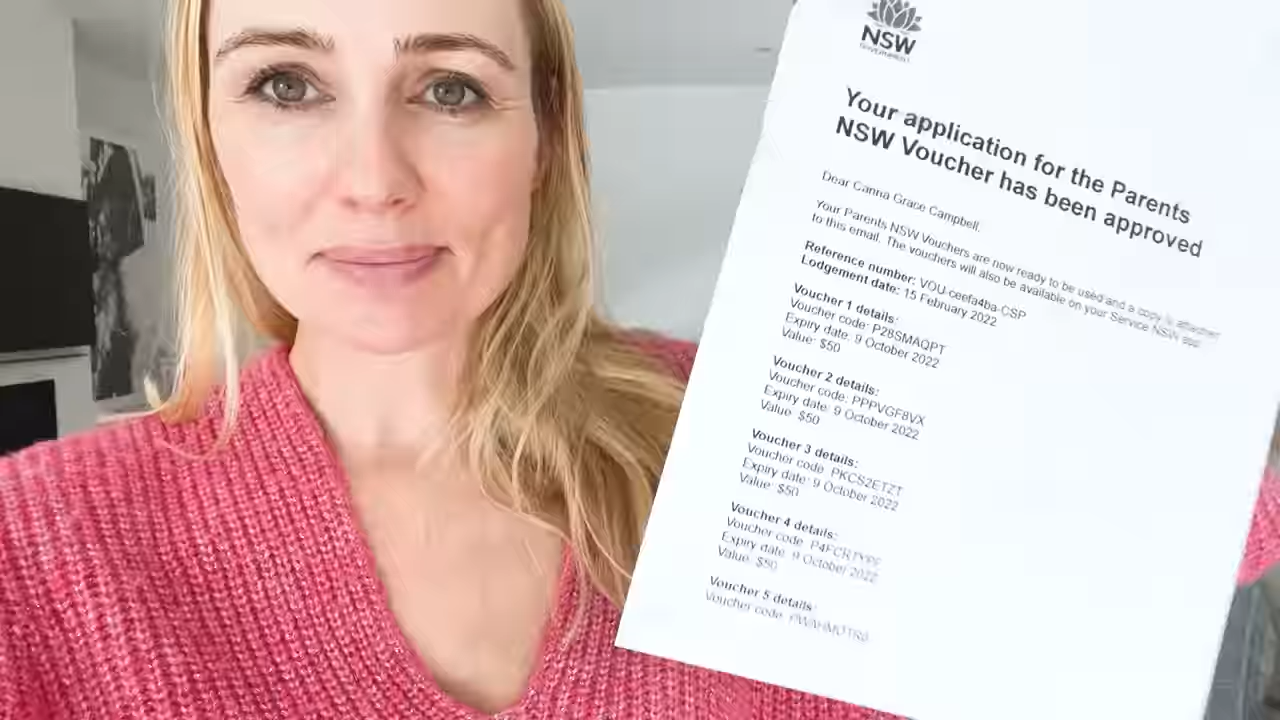 NSW
GOVERNMENT
Your application for the Parents
NSW Voucher has been approved
Dear Canna Grace Campbell,
Your Parents NSW Vouchers are now ready to be used and a copy is attached
to this email. The vouchers will also be available on your Service NSW app
Reference number: VOU-ceefa4ba-CSP
Lodgement date: 15 February 2022
Voucher 1 details:
Voucher code: P28SMAQPT
Expiry date: 9 October 2022
Value: $50
Voucher 2 details:
Voucher code: PPPVGF8VX
Expiry date: 9 October 2022
Value: $50
Voucher 3 details:
Voucher code: PKCS2ETZT
Expiry date: 9 October 2022
Value: $50
Voucher 4 details:
Voucher code:
Expiry date: 9 October 2022
Value: $50
Voucher 5 details:
Voucher code: